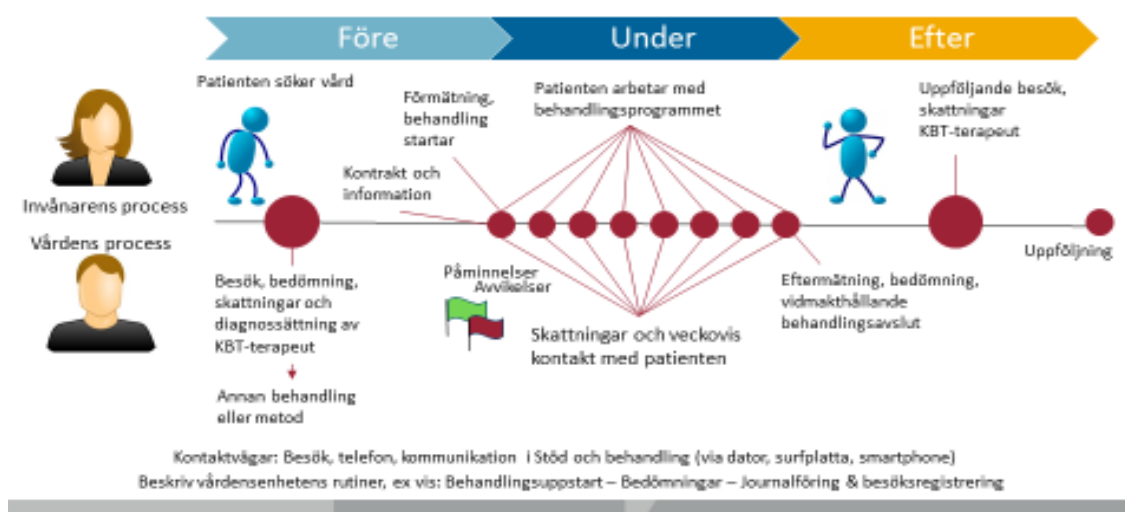 Före
Under
Efter
Patienten söker vård
Förmätning,
behandling
startar
Kontrakt och
information
Patienten arbetar med
behandlingsprogrammet
Uppföljande besök,
skattningar
KBT-terapeut
Invånarens process
Vårdens process
Uppföljning
Besök, bedömning,
skattningar och
diagnossättning av
KBT-terapeut
Annan behandling
eller metod
Påminnelser
Avvikelser
Skattningar och veckovis
kontakt med patienten
Eftermätning, bedömning,
vidmakthållande
behandlingsavslut
Kontaktvägar: Besök, telefon, kommunikation i Stöd och behandling (via dator, surfplatta, smartphone)
Beskriv vårdensenhetens rutiner, ex vis: Behandlingsuppstart – Bedömningar – Journalföring & besöksregistrering